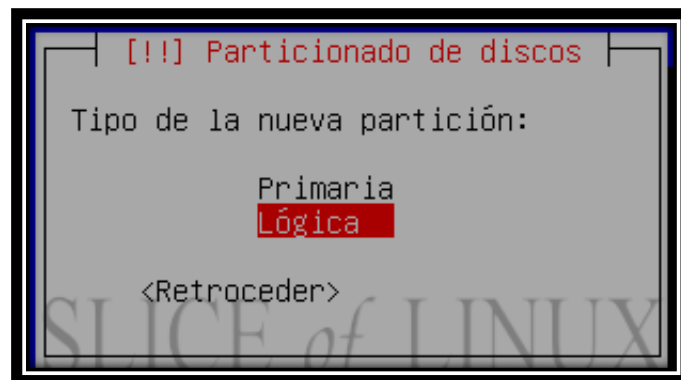 [!!] Particionado de discos
Tipo de la nueva partición:
Primaria
Lógica
<Retroceder>
SLICE of LINUX